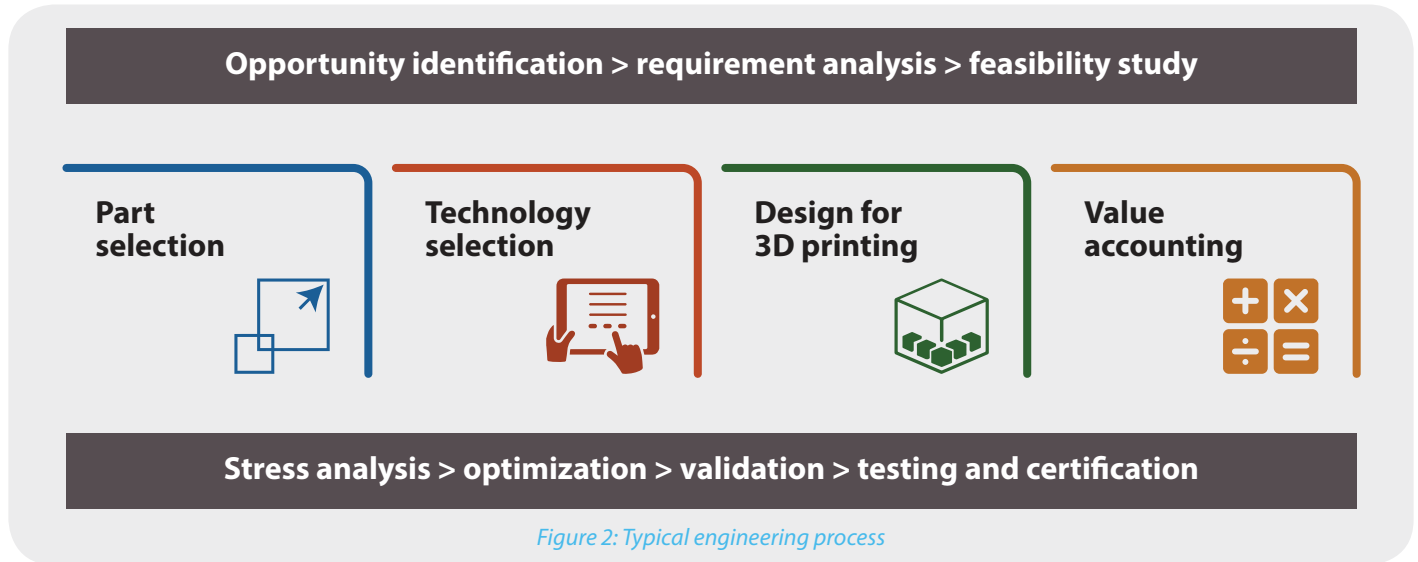 Opportunity identification > requirement analysis > feasibility study
Part
selection
Technology
selection
Design for
3D printing
Value
accounting
Stress analysis > optimization > validation > testing and certification
Figure 2: Typical engineering process